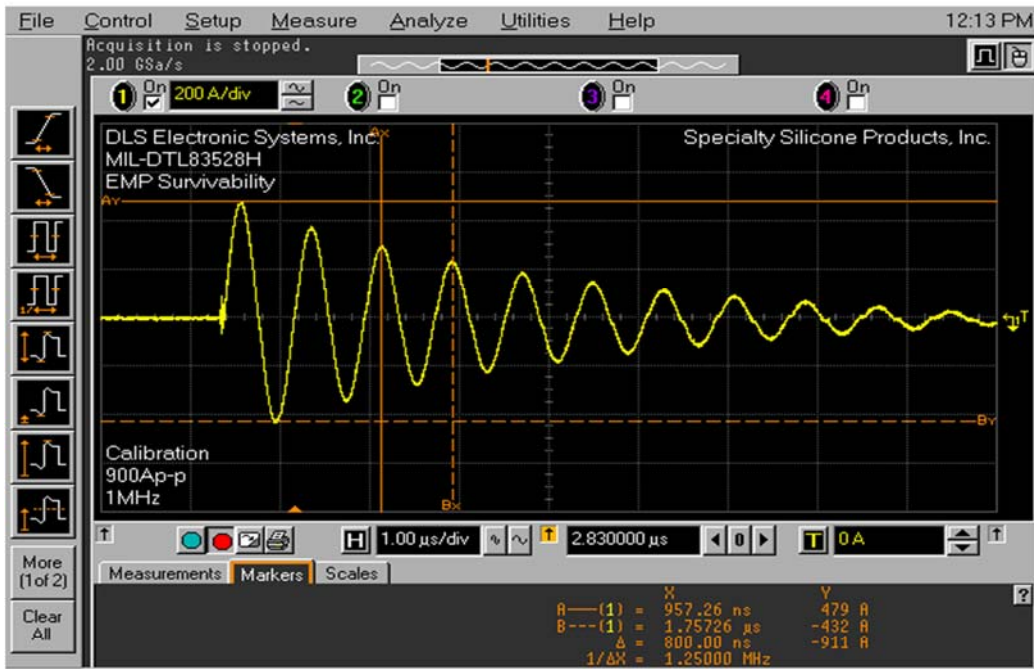 File Control Setup Measure Analyze Utilities Help 12:13 PM
Acquisition is stopped.
2.00 GSa/s
1 On 200 A/div 2 On 3 On 4 On
DLS Electronic Systems, Inc. Specialty Silicone Products, Inc.
MIL-DTL83528H
EMP Survivability
Ax
Ay
By
T
Calibration
900Ap-p
1MHz
Bx
H 1.00 µs/div 2.830000 µs 0 T 0 A
More
(1 of 2)
Clear
All
Measurements Markers Scales
X Y
A——(1) = 957.26 ns 479 A
B---(1) = 1.75726 µs -432 A
Δ = 800.00 ns -911 A
1/ΔX = 1.25000 MHz
?